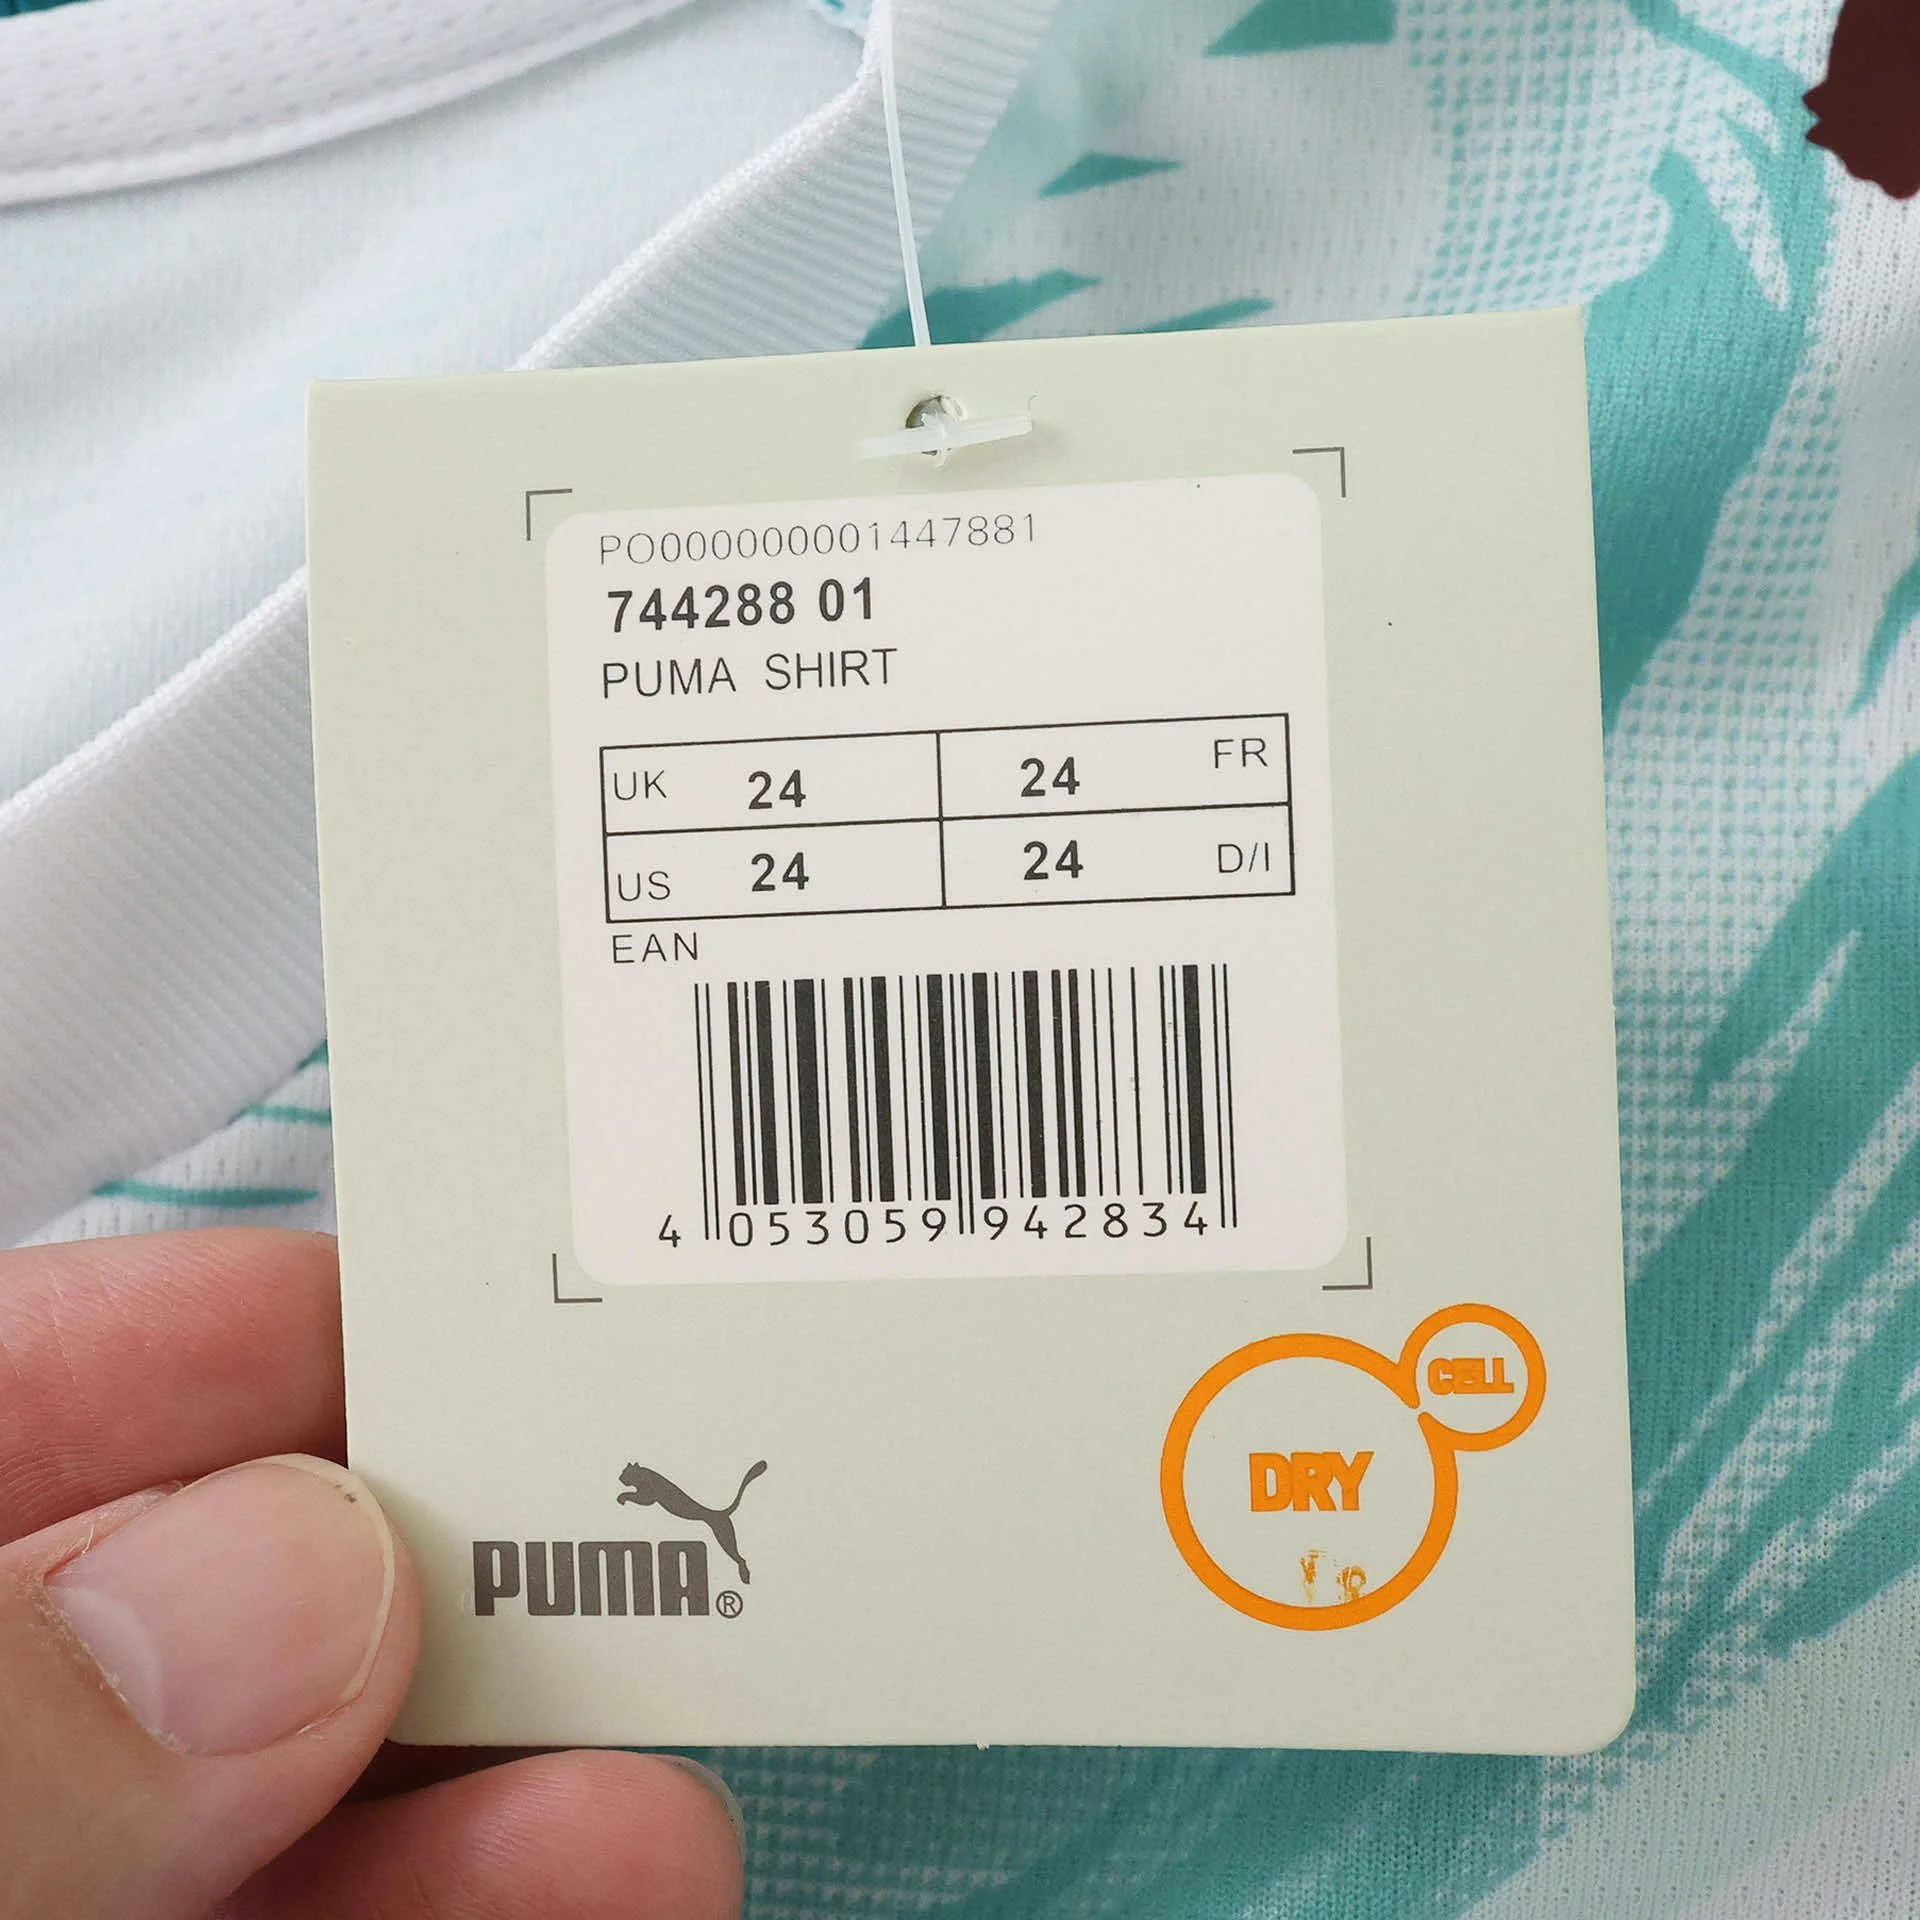 PO0000000001447881
744288 01
PUMA SHIRT
UK 24 24 FR
US 24 24 D/I
EAN
4 053059 942834
CELL
DRY
PUMA®